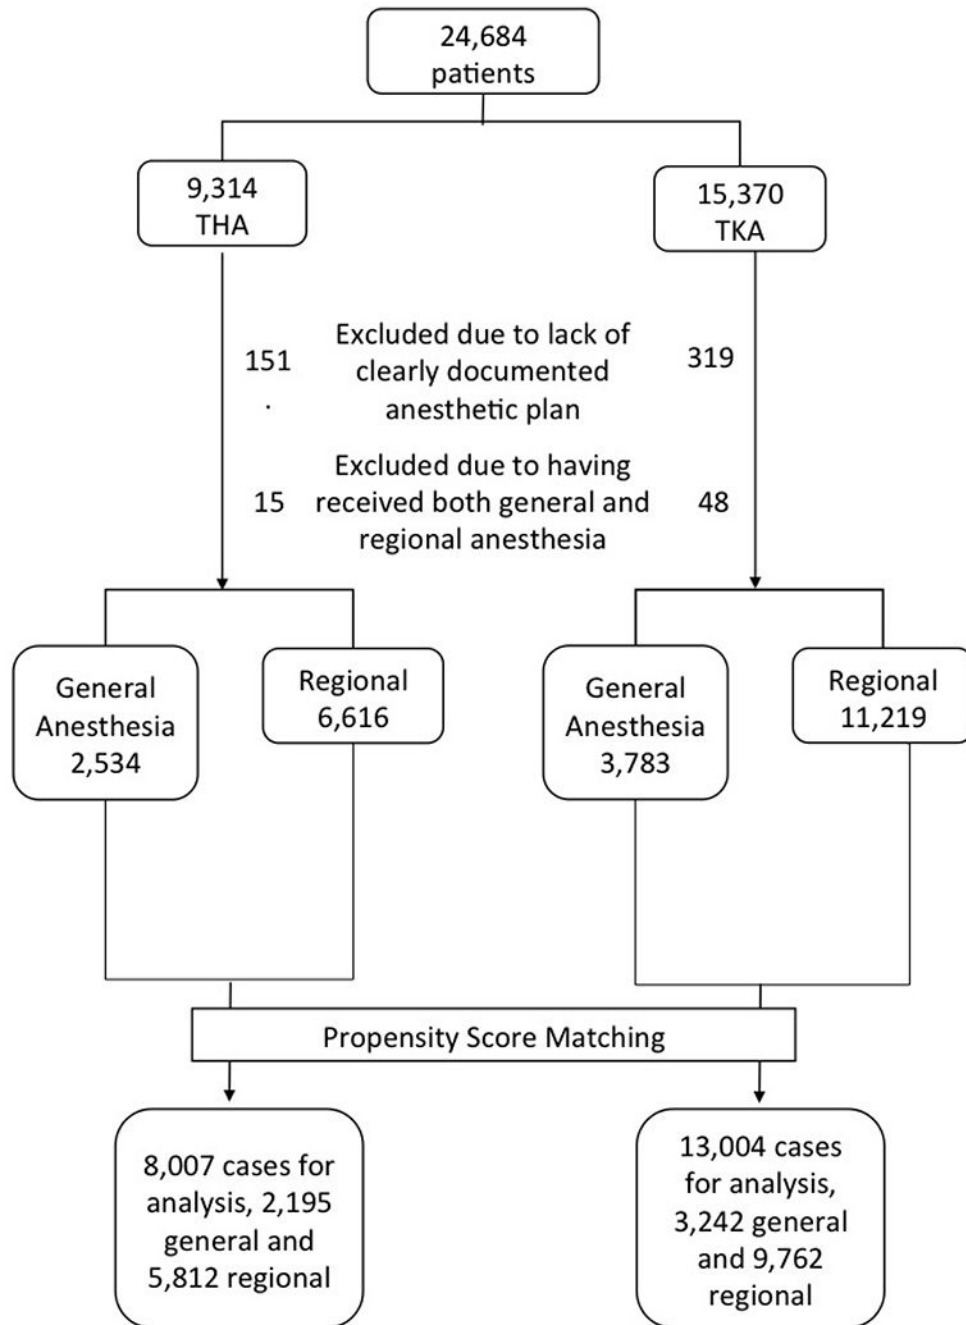 24,684
patients
9,314
THA
15,370
TKA
151
.
Excluded due to lack of
clearly documented
anesthetic plan
319
15
Excluded due to having
received both general and
regional anesthesia
48
General
Anesthesia
2,534
Regional
6,616
General
Anesthesia
3,783
Regional
11,219
Propensity Score Matching
8,007 cases for
analysis, 2,195
general and
5,812 regional
13,004 cases
for analysis,
3,242 general
and 9,762
regional